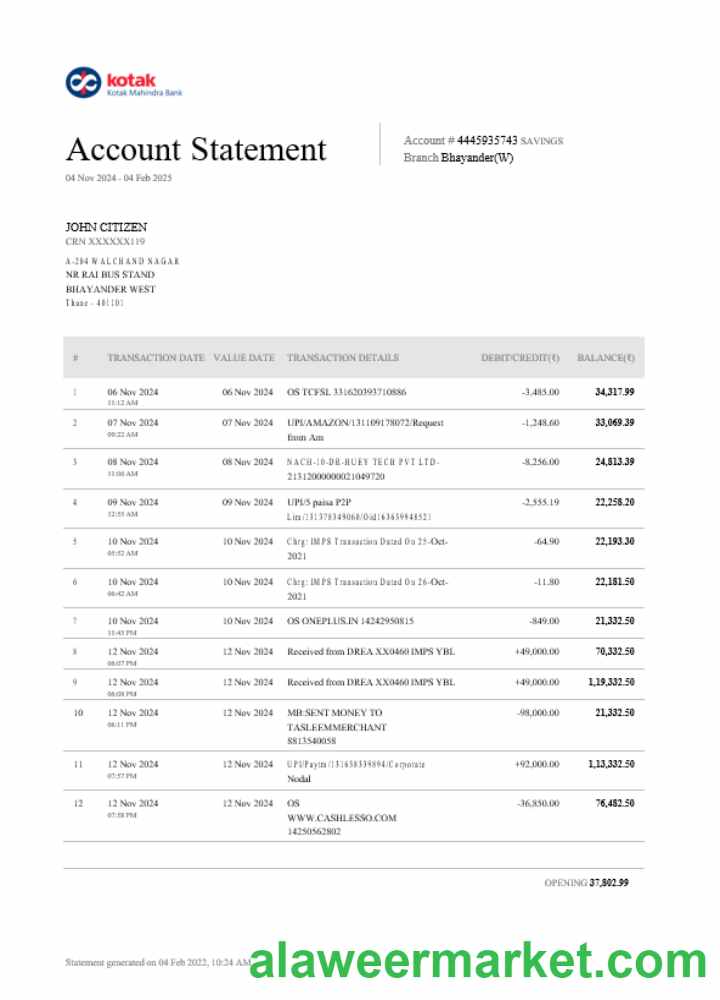 kotak
Kotak Mahindra Bank
Account Statement
04 Nov 2024 - 04 Feb 2025
Account # 4445935743 SAVINGS
Branch Bhayander(W)
JOHN CITIZEN
CRN XXXXXX119
A-204 WALCHAND NAGAR
NR RAI BUS STAND
BHAYANDER WEST
Thane - 401101
# TRANSACTION DATE VALUE DATE TRANSACTION DETAILS DEBIT/CREDIT(₹) BALANCE(₹)
1 06 Nov 2024 06 Nov 2024 OS TCFSL 331620393710886 -3,485.00 34,317.99
11:12 AM
2 07 Nov 2024 07 Nov 2024 UPI/AMAZON/131109178072/Request -1,248.60 33,069.39
09:22 AM from Am
3 08 Nov 2024 08 Nov 2024 NACH-10-DR-HUEY TECH PVT LTD- -8,256.00 24,813.39
11:06 AM 21312000000021049720
4 09 Nov 2024 09 Nov 2024 UPI/5 paisa P2P -2,555.19 22,258.20
12:55 AM Lim/131378349060/Oid163659948521
5 10 Nov 2024 10 Nov 2024 Chrg: IMPS Transaction Dated On 25-Oct- -64.90 22,193.30
05:52 AM 2021
6 10 Nov 2024 10 Nov 2024 Chrg: IMPS Transaction Dated On 26-Oct- -11.80 22,181.50
06:42 AM 2021
7 10 Nov 2024 10 Nov 2024 OS ONEPLUS.IN 14242950815 -849.00 21,332.50
11:45 PM
8 12 Nov 2024 12 Nov 2024 Received from DREA XX0460 IMPS YBL +49,000.00 70,332.50
06:07 PM
9 12 Nov 2024 12 Nov 2024 Received from DREA XX0460 IMPS YBL +49,000.00 1,19,332.50
06:08 PM
10 12 Nov 2024 12 Nov 2024 MB:SENT MONEY TO -98,000.00 21,332.50
06:11 PM TASLEEMMERCHANT
8813540058
11 12 Nov 2024 12 Nov 2024 UPI/Paytm/131638339894/Corporate +92,000.00 1,13,332.50
07:57 PM Nodal
12 12 Nov 2024 12 Nov 2024 OS -36,850.00 76,482.50
07:58 PM WWW.CASHLESSO.COM
14250562802
OPENING 37,802.99
Statement generated on 04 Feb 2022, 10:24 AM
alaweermarket.com